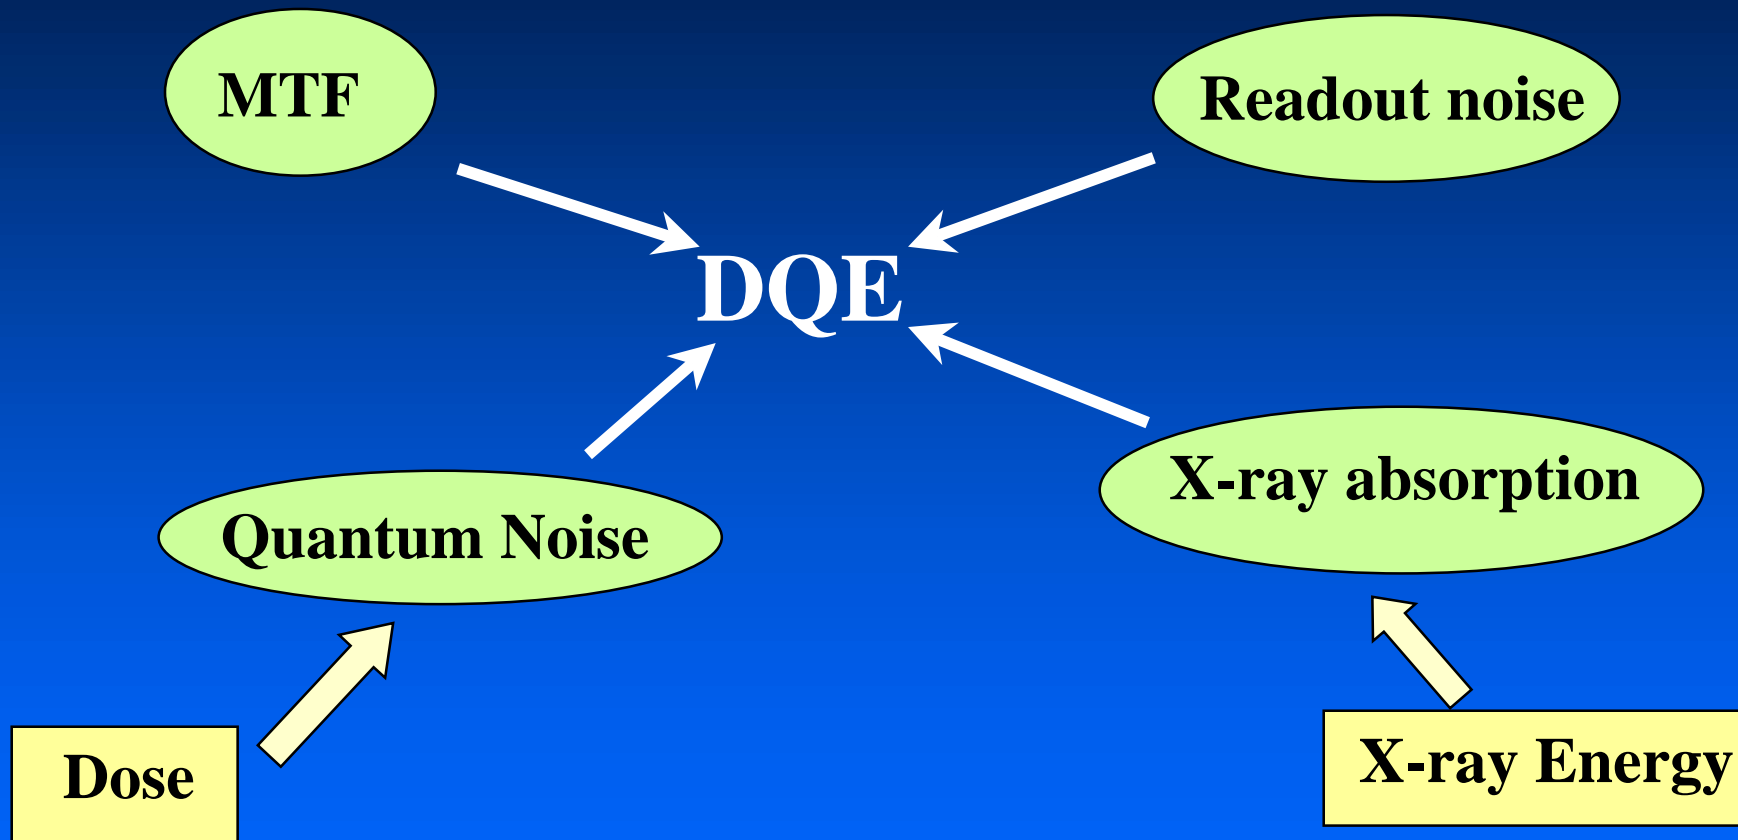 MTF
Readout noise
DQE
X-ray absorption
Quantum Noise
Dose
X-ray Energy